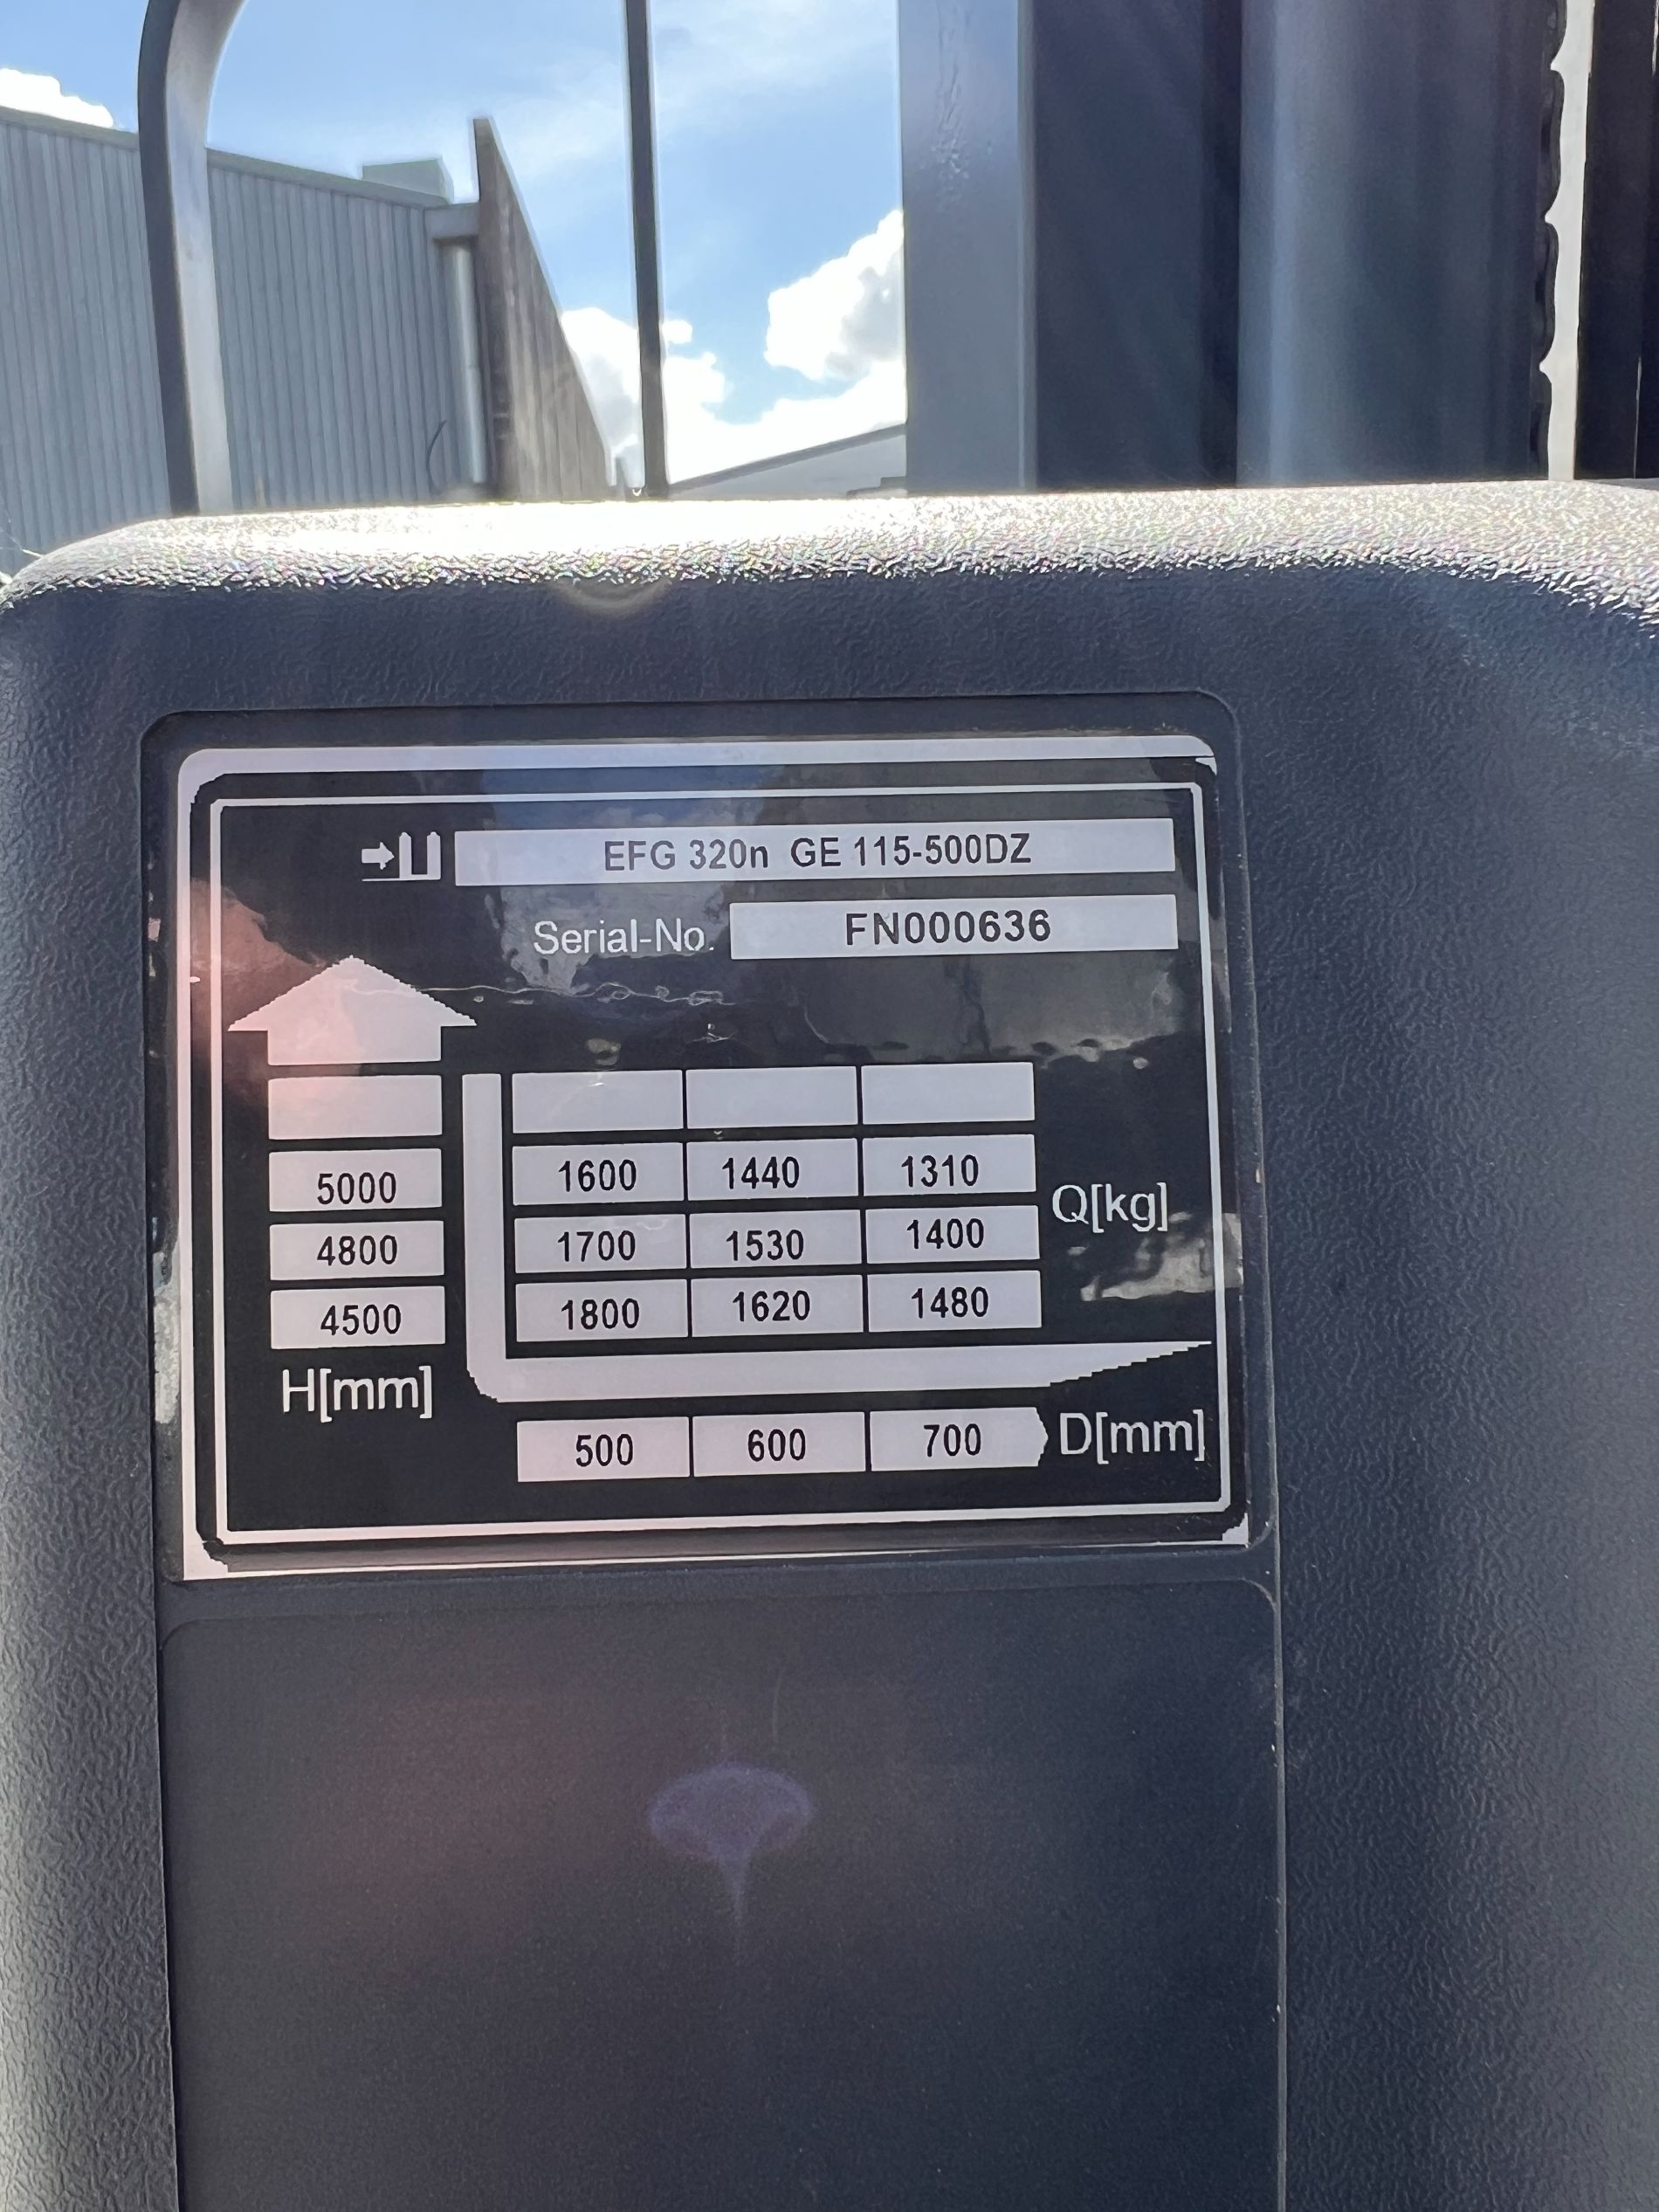 EFG 320n GE 115-500DZ
Serial-No. FN000636
5000 1600 1440 1310
Q[kg]
4800 1700 1530 1400
4500 1800 1620 1480
H[mm]
500 600 700 D[mm]